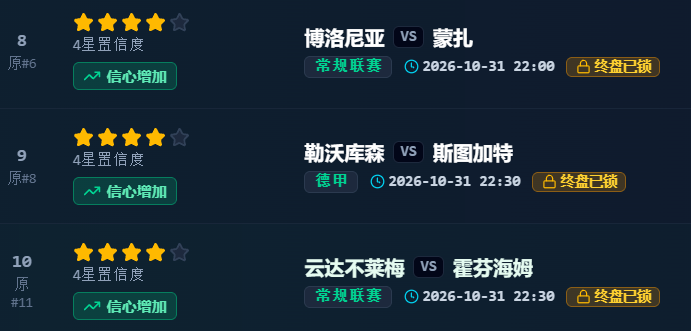 8
原#6
4星置信度
信心增加
博洛尼亚 VS 蒙扎
常规联赛 2026-10-31 22:00 终盘已锁
9
原#8
4星置信度
信心增加
勒沃库森 VS 斯图加特
德甲 2026-10-31 22:30 终盘已锁
10
原
#11
4星置信度
信心增加
云达不莱梅 VS 霍芬海姆
常规联赛 2026-10-31 22:30 终盘已锁